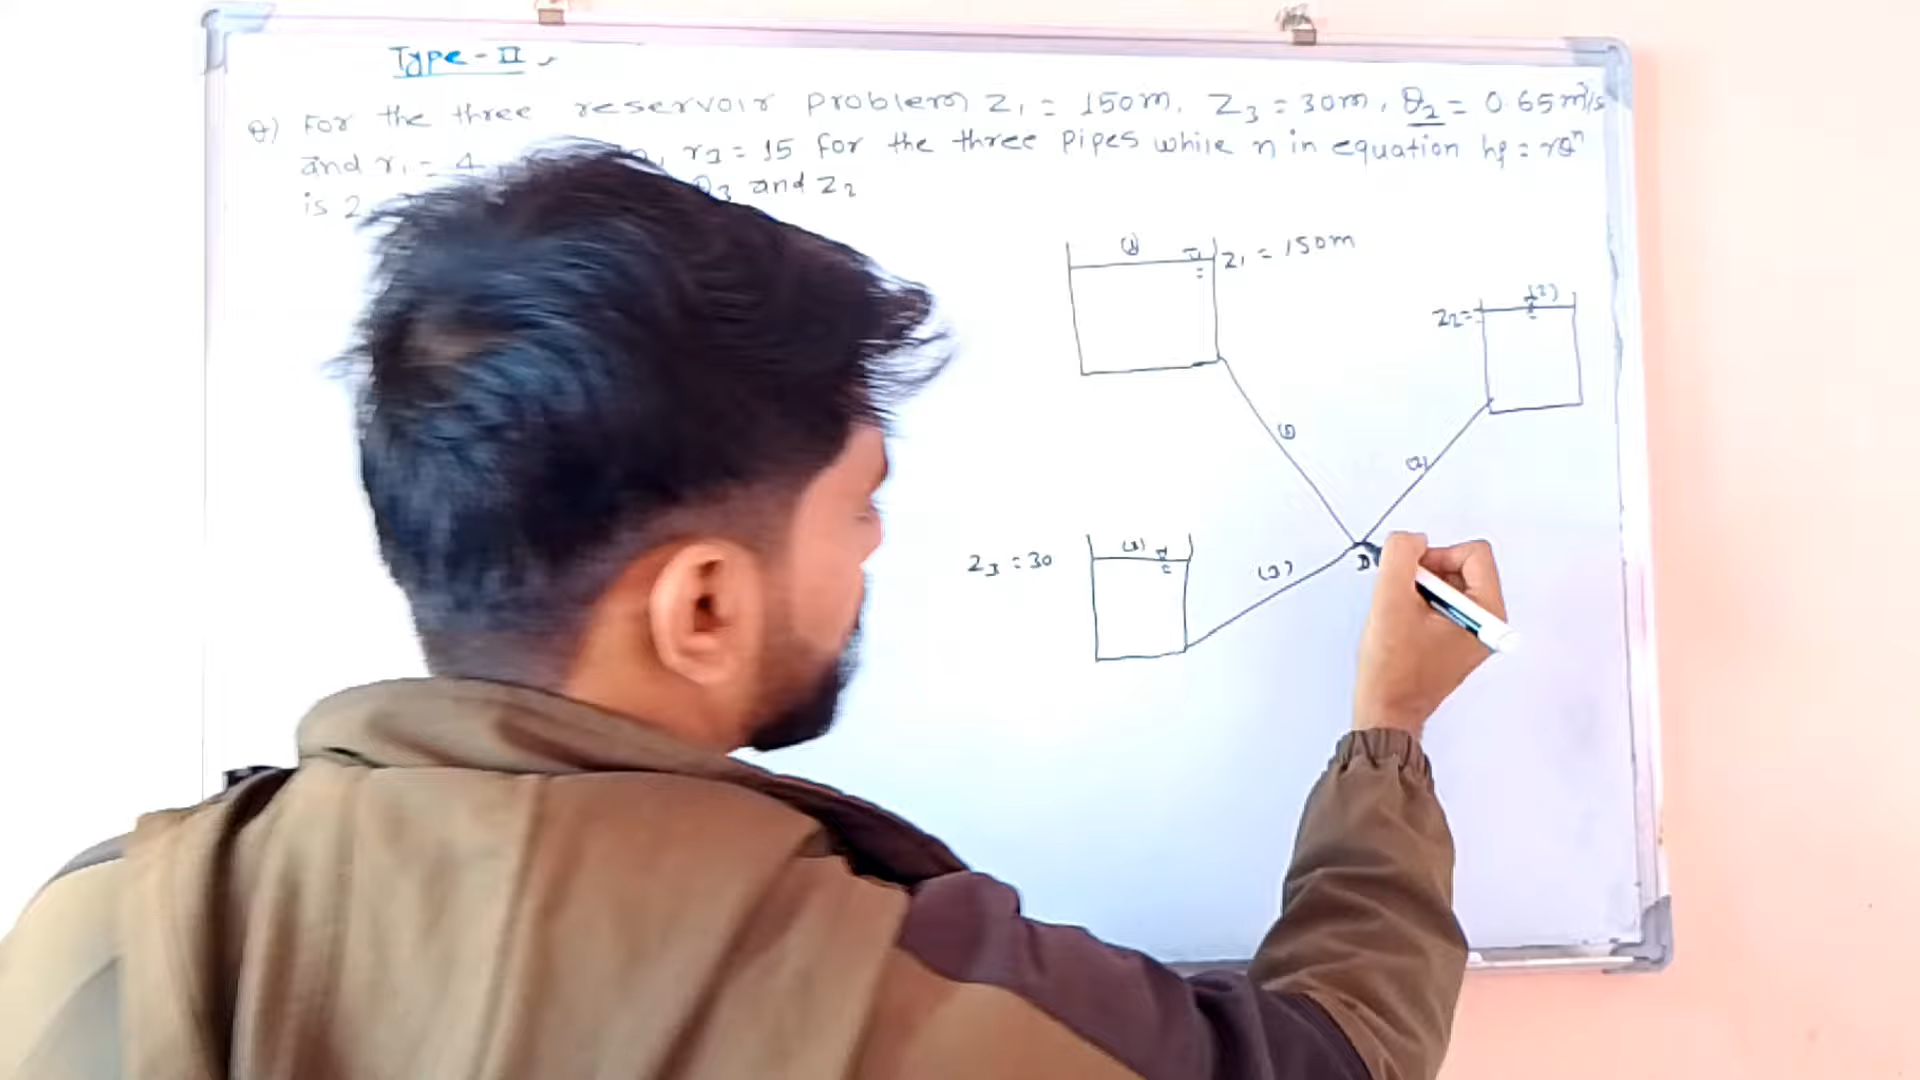 Type-II
Q) For the three reservoir problem Z₁ = 150m, Z₃ = 30m, Q₂ = 0.65m³/s
and r₁ = 4 = 15 for the three pipes while n in equation hf = rQⁿ
is 2 and Z₂
(1)
Z₁ = 150m
(2)
Z₂=
(1)
(2)
(3)
Z₃ = 30
(3)
D